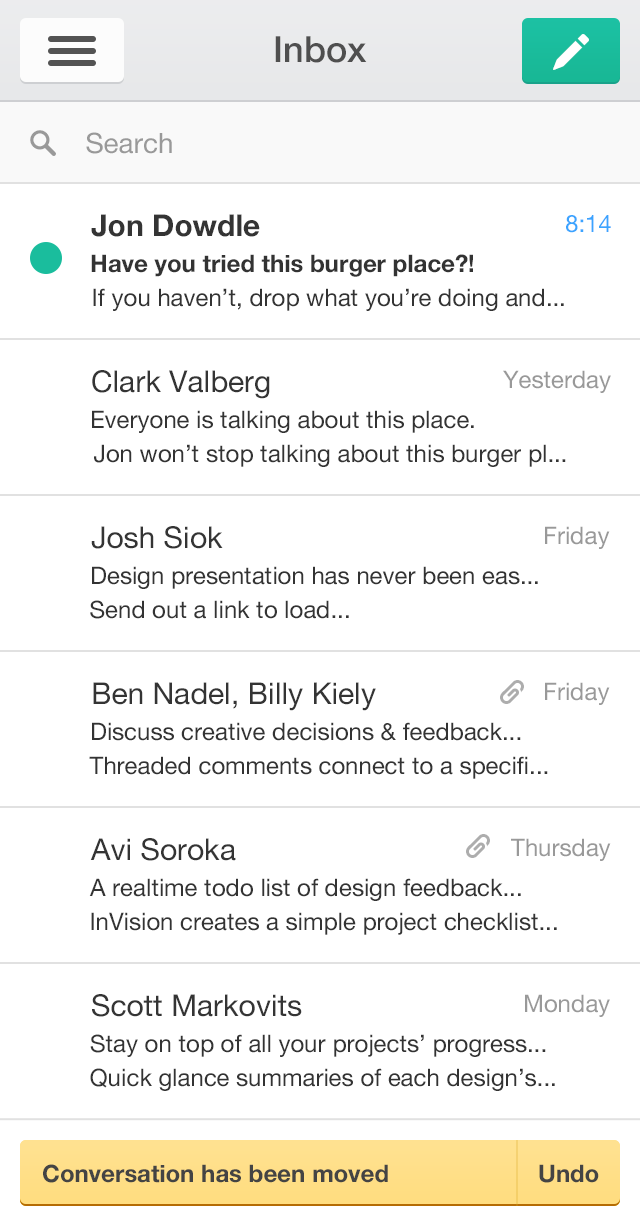 Inbox
Search
Jon Dowdle 8:14
Have you tried this burger place?!
If you haven’t, drop what you’re doing and...
Clark Valberg Yesterday
Everyone is talking about this place.
Jon won’t stop talking about this burger pl...
Josh Siok Friday
Design presentation has never been eas...
Send out a link to load...
Ben Nadel, Billy Kiely Friday
Discuss creative decisions & feedback...
Threaded comments connect to a specifi...
Avi Soroka Thursday
A realtime todo list of design feedback...
InVision creates a simple project checklist...
Scott Markovits Monday
Stay on top of all your projects’ progress...
Quick glance summaries of each design’s...
Conversation has been moved Undo